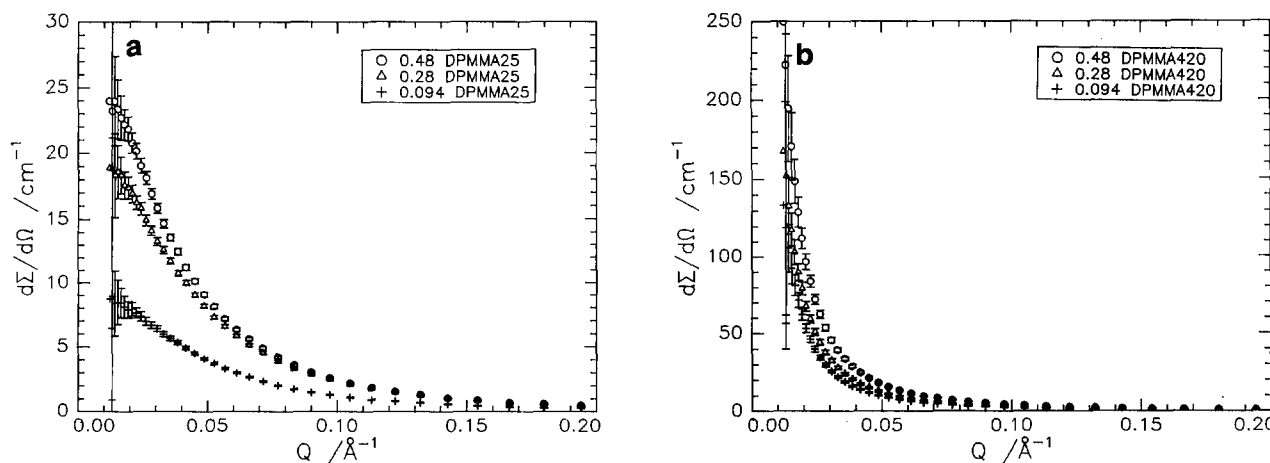 a
0.48 DPMMA25
0.28 DPMMA25
0.094 DPMMA25
30
25
20
15
10
5
0
dΣ/dΩ /cm⁻¹
0.00 0.05 0.10 0.15 0.20
Q /Å⁻¹
b
0.48 DPMMA420
0.28 DPMMA420
0.094 DPMMA420
250
200
150
100
50
0
dΣ/dΩ /cm⁻¹
0.00 0.05 0.10 0.15 0.20
Q /Å⁻¹